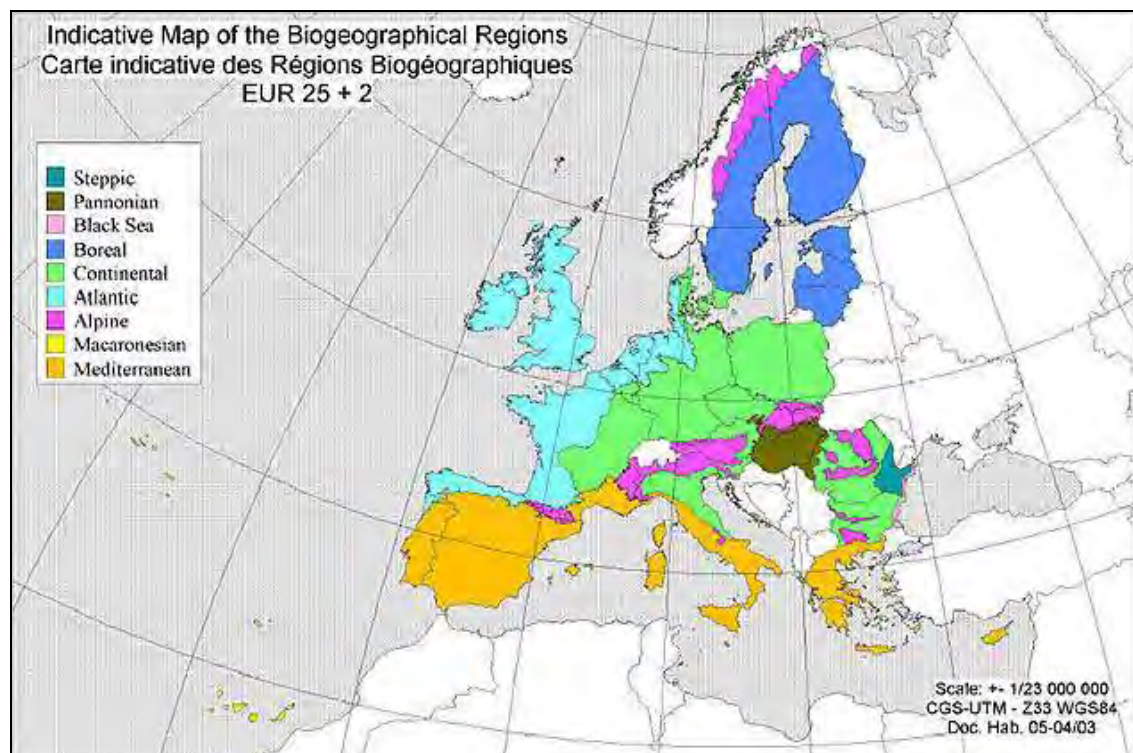 Indicative Map of the Biogeographical Regions
Carte indicative des Régions Biogéographiques
EUR 25 + 2
Steppic
Pannonian
Black Sea
Boreal
Continental
Atlantic
Alpine
Macaronesian
Mediterranean
Scale: +- 1/23 000 000
CGS-UTM - Z33 WGS84
Doc. Hab. 05-04/03